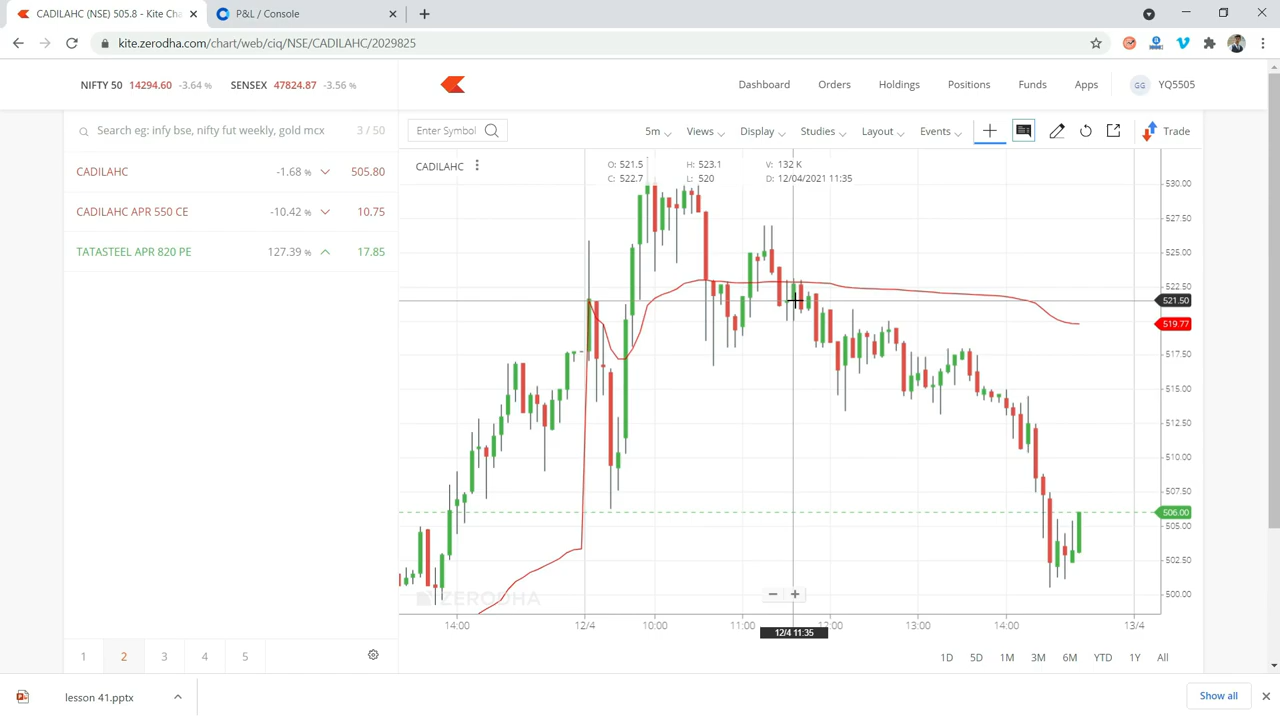 CADILAHC (NSE) 505.8 - Kite Cha
P&L / Console
kite.zerodha.com/chart/web/ciq/NSE/CADILAHC/2029825
NIFTY 50 14294.60 -3.64 % SENSEX 47824.87 -3.56 %
Dashboard Orders Holdings Positions Funds Apps GG YQ5505
Search eg: infy bse, nifty fut weekly, gold mcx 3 / 50
Enter Symbol 5m Views Display Studies Layout Events Trade
CADILAHC -1.68 % 505.80
CADILAHC APR 550 CE -10.42 % 10.75
TATASTEEL APR 820 PE 127.39 % 17.85
CADILAHC
O: 521.5 H: 523.1 V: 132 K
C: 522.7 L: 520 D: 12/04/2021 11:35
530.00
527.50
525.00
522.50
521.50
519.77
517.50
515.00
512.50
510.00
507.50
506.00
505.00
502.50
500.00
ZERODHA
14:00 12/4 10:00 11:00 12:00 13:00 14:00 13/4
12/4 11:35
1D 5D 1M 3M 6M YTD 1Y All
1 2 3 4 5
lesson 41.pptx
Show all